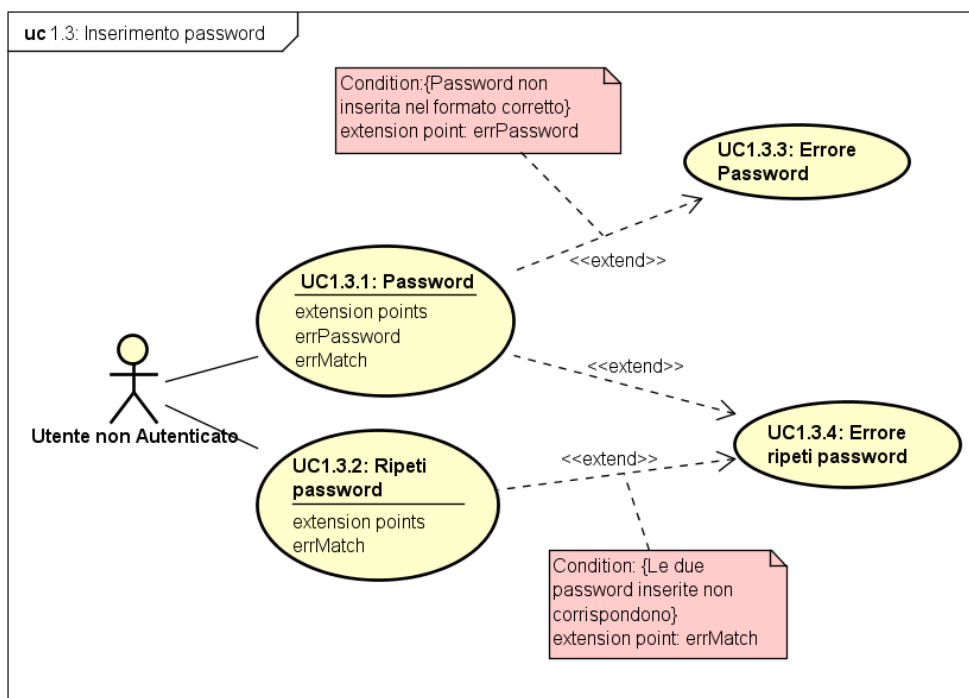 uc 1.3: Inserimento password
Condition:{Password non
inserita nel formato corretto}
extension point: errPassword
UC1.3.3: Errore
Password
<<extend>>
UC1.3.1: Password
extension points
errPassword
errMatch
<<extend>>
Utente non Autenticato
UC1.3.4: Errore
ripeti password
<<extend>>
UC1.3.2: Ripeti
password
extension points
errMatch
Condition: {Le due
password inserite non
corrispondono}
extension point: errMatch